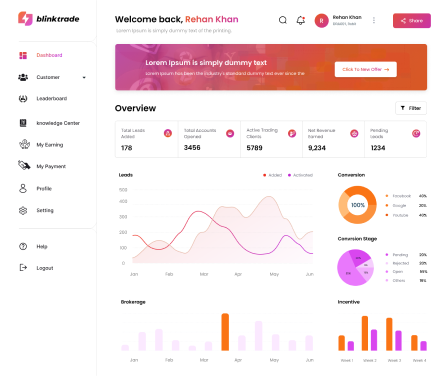 blinktrade
Dashboard
Customer
Leaderboard
knowledge Center
My Earning
My Payment
Profile
Setting
Help
Logout
Welcome back, Rehan Khan
Lorem Ipsum is simply dummy text of the printing.
R
Rehan Khan
Share
Lorem Ipsum is simply dummy text
Lorem Ipsum has been the industry's standard dummy text ever since the
Click to New Offer →
Overview
Filter
Total Leads
Added
178
Total Accounts
Opened
3456
Active Trading
Clients
5789
Net Revenue
Earned
9,234
Pending
Leads
1234
Leads
Added
Activated
500
400
300
200
100
0
Jan
Feb
Mar
Apr
May
Jun
Conversion
100%
Facebook 40%
Google 20%
Youtube 40%
Conversion Stage
Pending 20%
Rejected 20%
Open
Others
Brokerage
Jan
Feb
Mar
Apr
May
Jun
Incentive
Week 1
Week 2
Week 3
Week 4